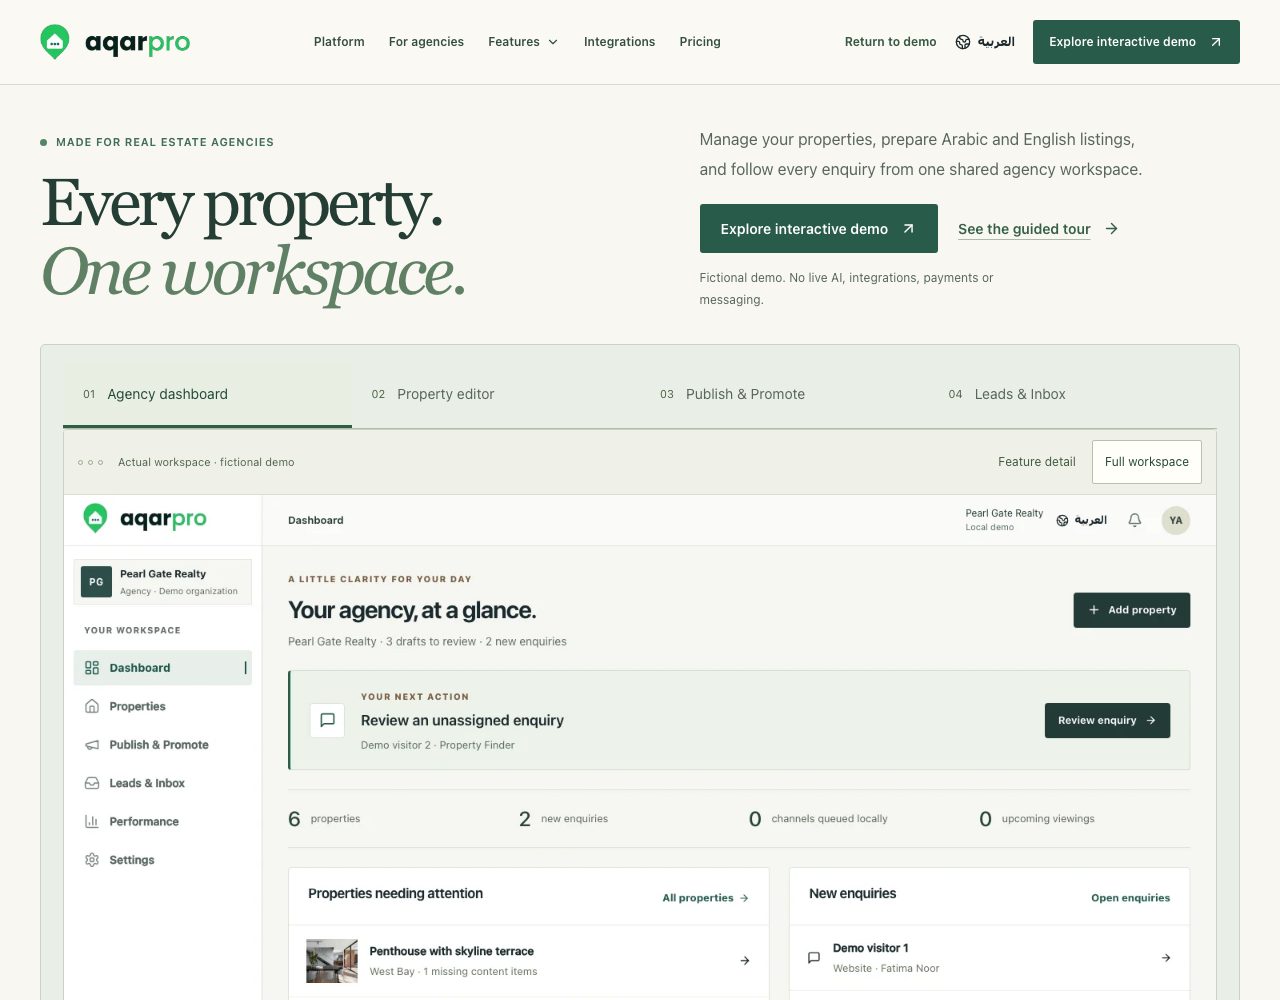 aqarpro
Platform
For agencies
Features
Integrations
Pricing
Return to demo
العربية
Explore interactive demo
MADE FOR REAL ESTATE AGENCIES
Every property.
One workspace.
Manage your properties, prepare Arabic and English listings,
and follow every enquiry from one shared agency workspace.
Explore interactive demo
See the guided tour
Fictional demo. No live AI, integrations, payments or
messaging.
01 Agency dashboard
02 Property editor
03 Publish & Promote
04 Leads & Inbox
Actual workspace · fictional demo
Feature detail
Full workspace
aqarpro
Dashboard
Pearl Gate Realty
Local demo
العربية
YA
PG
Pearl Gate Realty
Agency · Demo organization
YOUR WORKSPACE
Dashboard
Properties
Publish & Promote
Leads & Inbox
Performance
Settings
A LITTLE CLARITY FOR YOUR DAY
Your agency, at a glance.
Pearl Gate Realty · 3 drafts to review · 2 new enquiries
Add property
YOUR NEXT ACTION
Review an unassigned enquiry
Demo visitor 2 · Property Finder
Review enquiry
6 properties
2 new enquiries
0 channels queued locally
0 upcoming viewings
Properties needing attention
All properties
Penthouse with skyline terrace
West Bay · 1 missing content items
New enquiries
Open enquiries
Demo visitor 1
Website · Fatima Noor